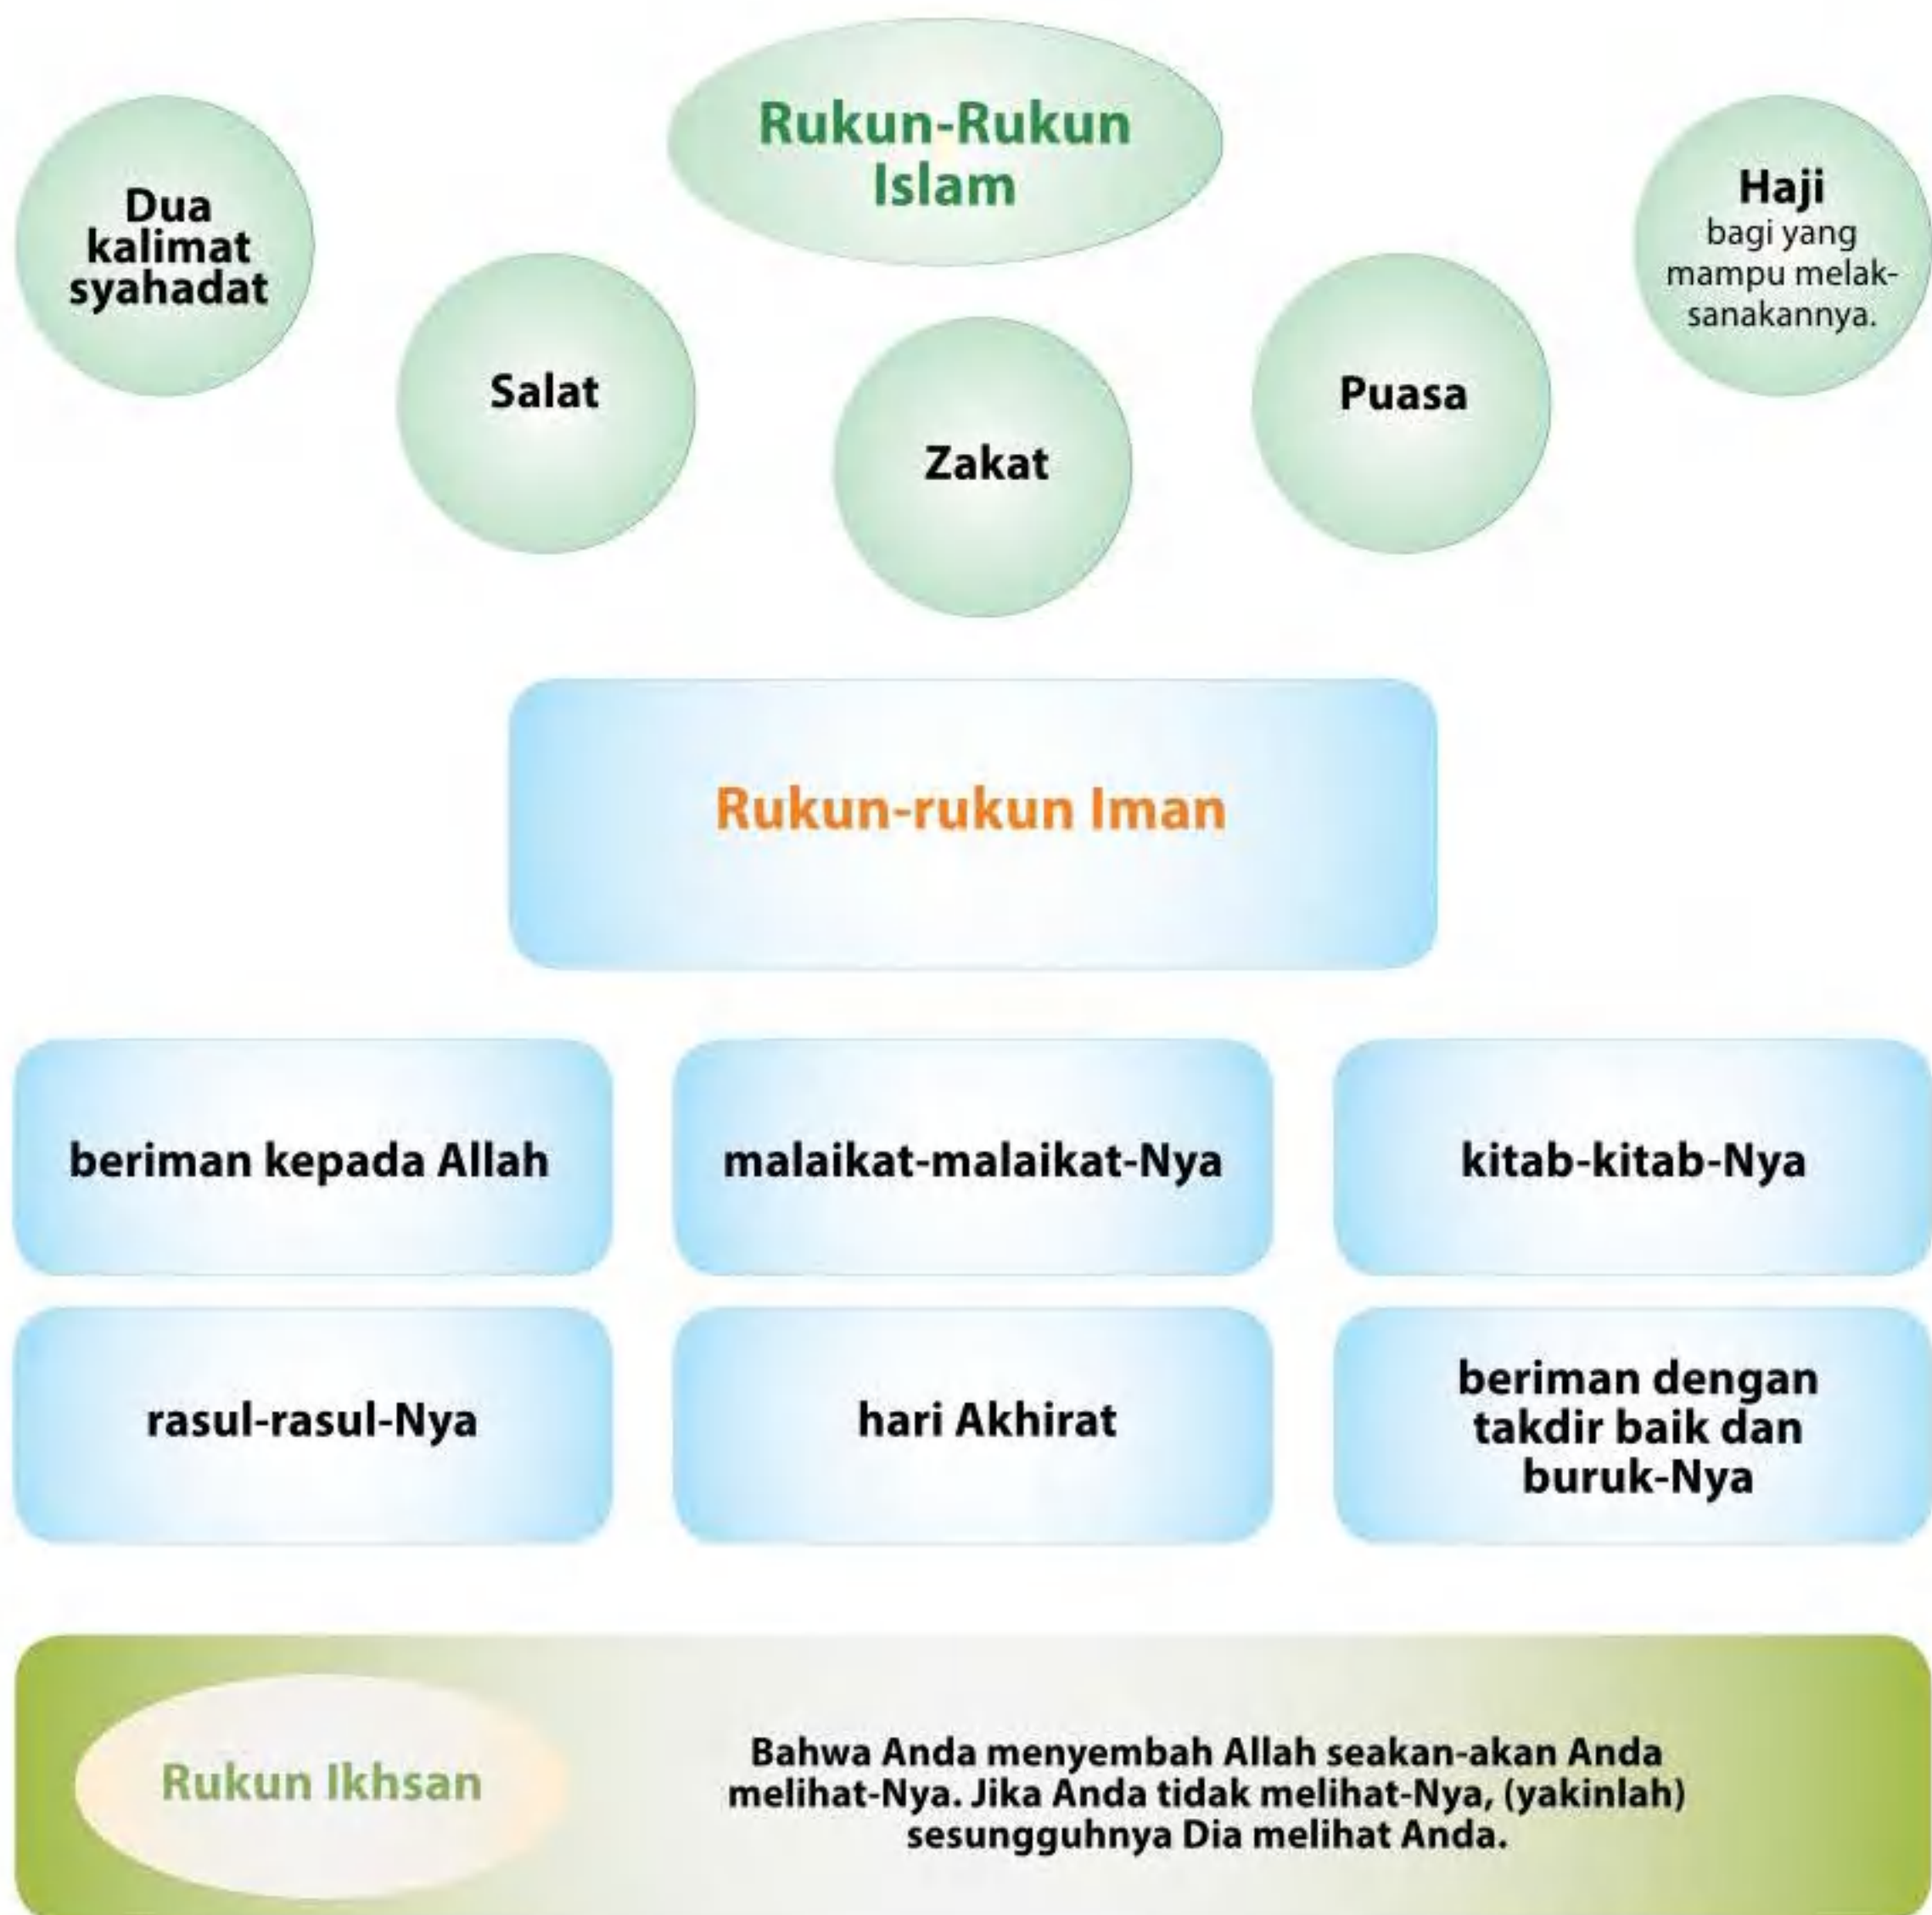 Rukun-Rukun
Islam
Dua
kalimat
syahadat
Salat
Zakat
Puasa
Haji
bagi yang
mampu melak-
sanakannya.
Rukun-rukun Iman
beriman kepada Allah
malaikat-malaikat-Nya
kitab-kitab-Nya
rasul-rasul-Nya
hari Akhirat
beriman dengan
takdir baik dan
buruk-Nya
Rukun Ikhsan
Bahwa Anda menyembah Allah seakan-akan Anda
melihat-Nya. Jika Anda tidak melihat-Nya, (yakinlah)
sesungguhnya Dia melihat Anda.